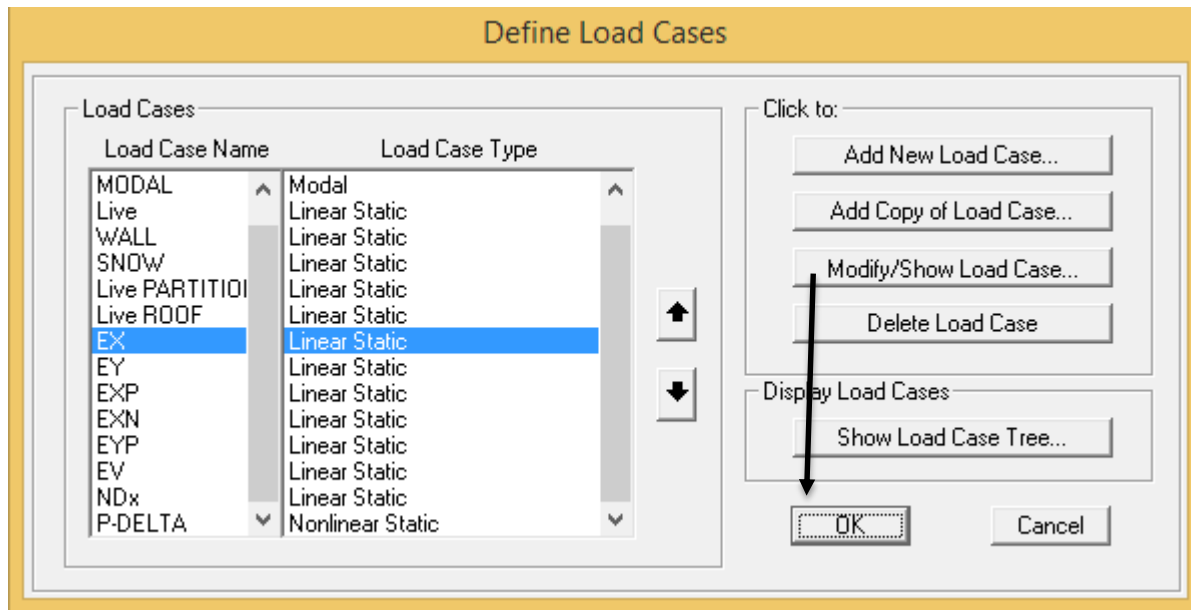 Define Load Cases
Load Cases
Click to:
Load Case Name Load Case Type
MODAL Modal
Live Linear Static
WALL Linear Static
SNOW Linear Static
Live PARTITIOI Linear Static
Live ROOF Linear Static
EX Linear Static
EY Linear Static
EXP Linear Static
EXN Linear Static
EYP Linear Static
EV Linear Static
NDx Linear Static
P-DELTA Nonlinear Static
Add New Load Case...
Add Copy of Load Case...
Modify/Show Load Case...
Delete Load Case
Display Load Cases
Show Load Case Tree...
OK Cancel